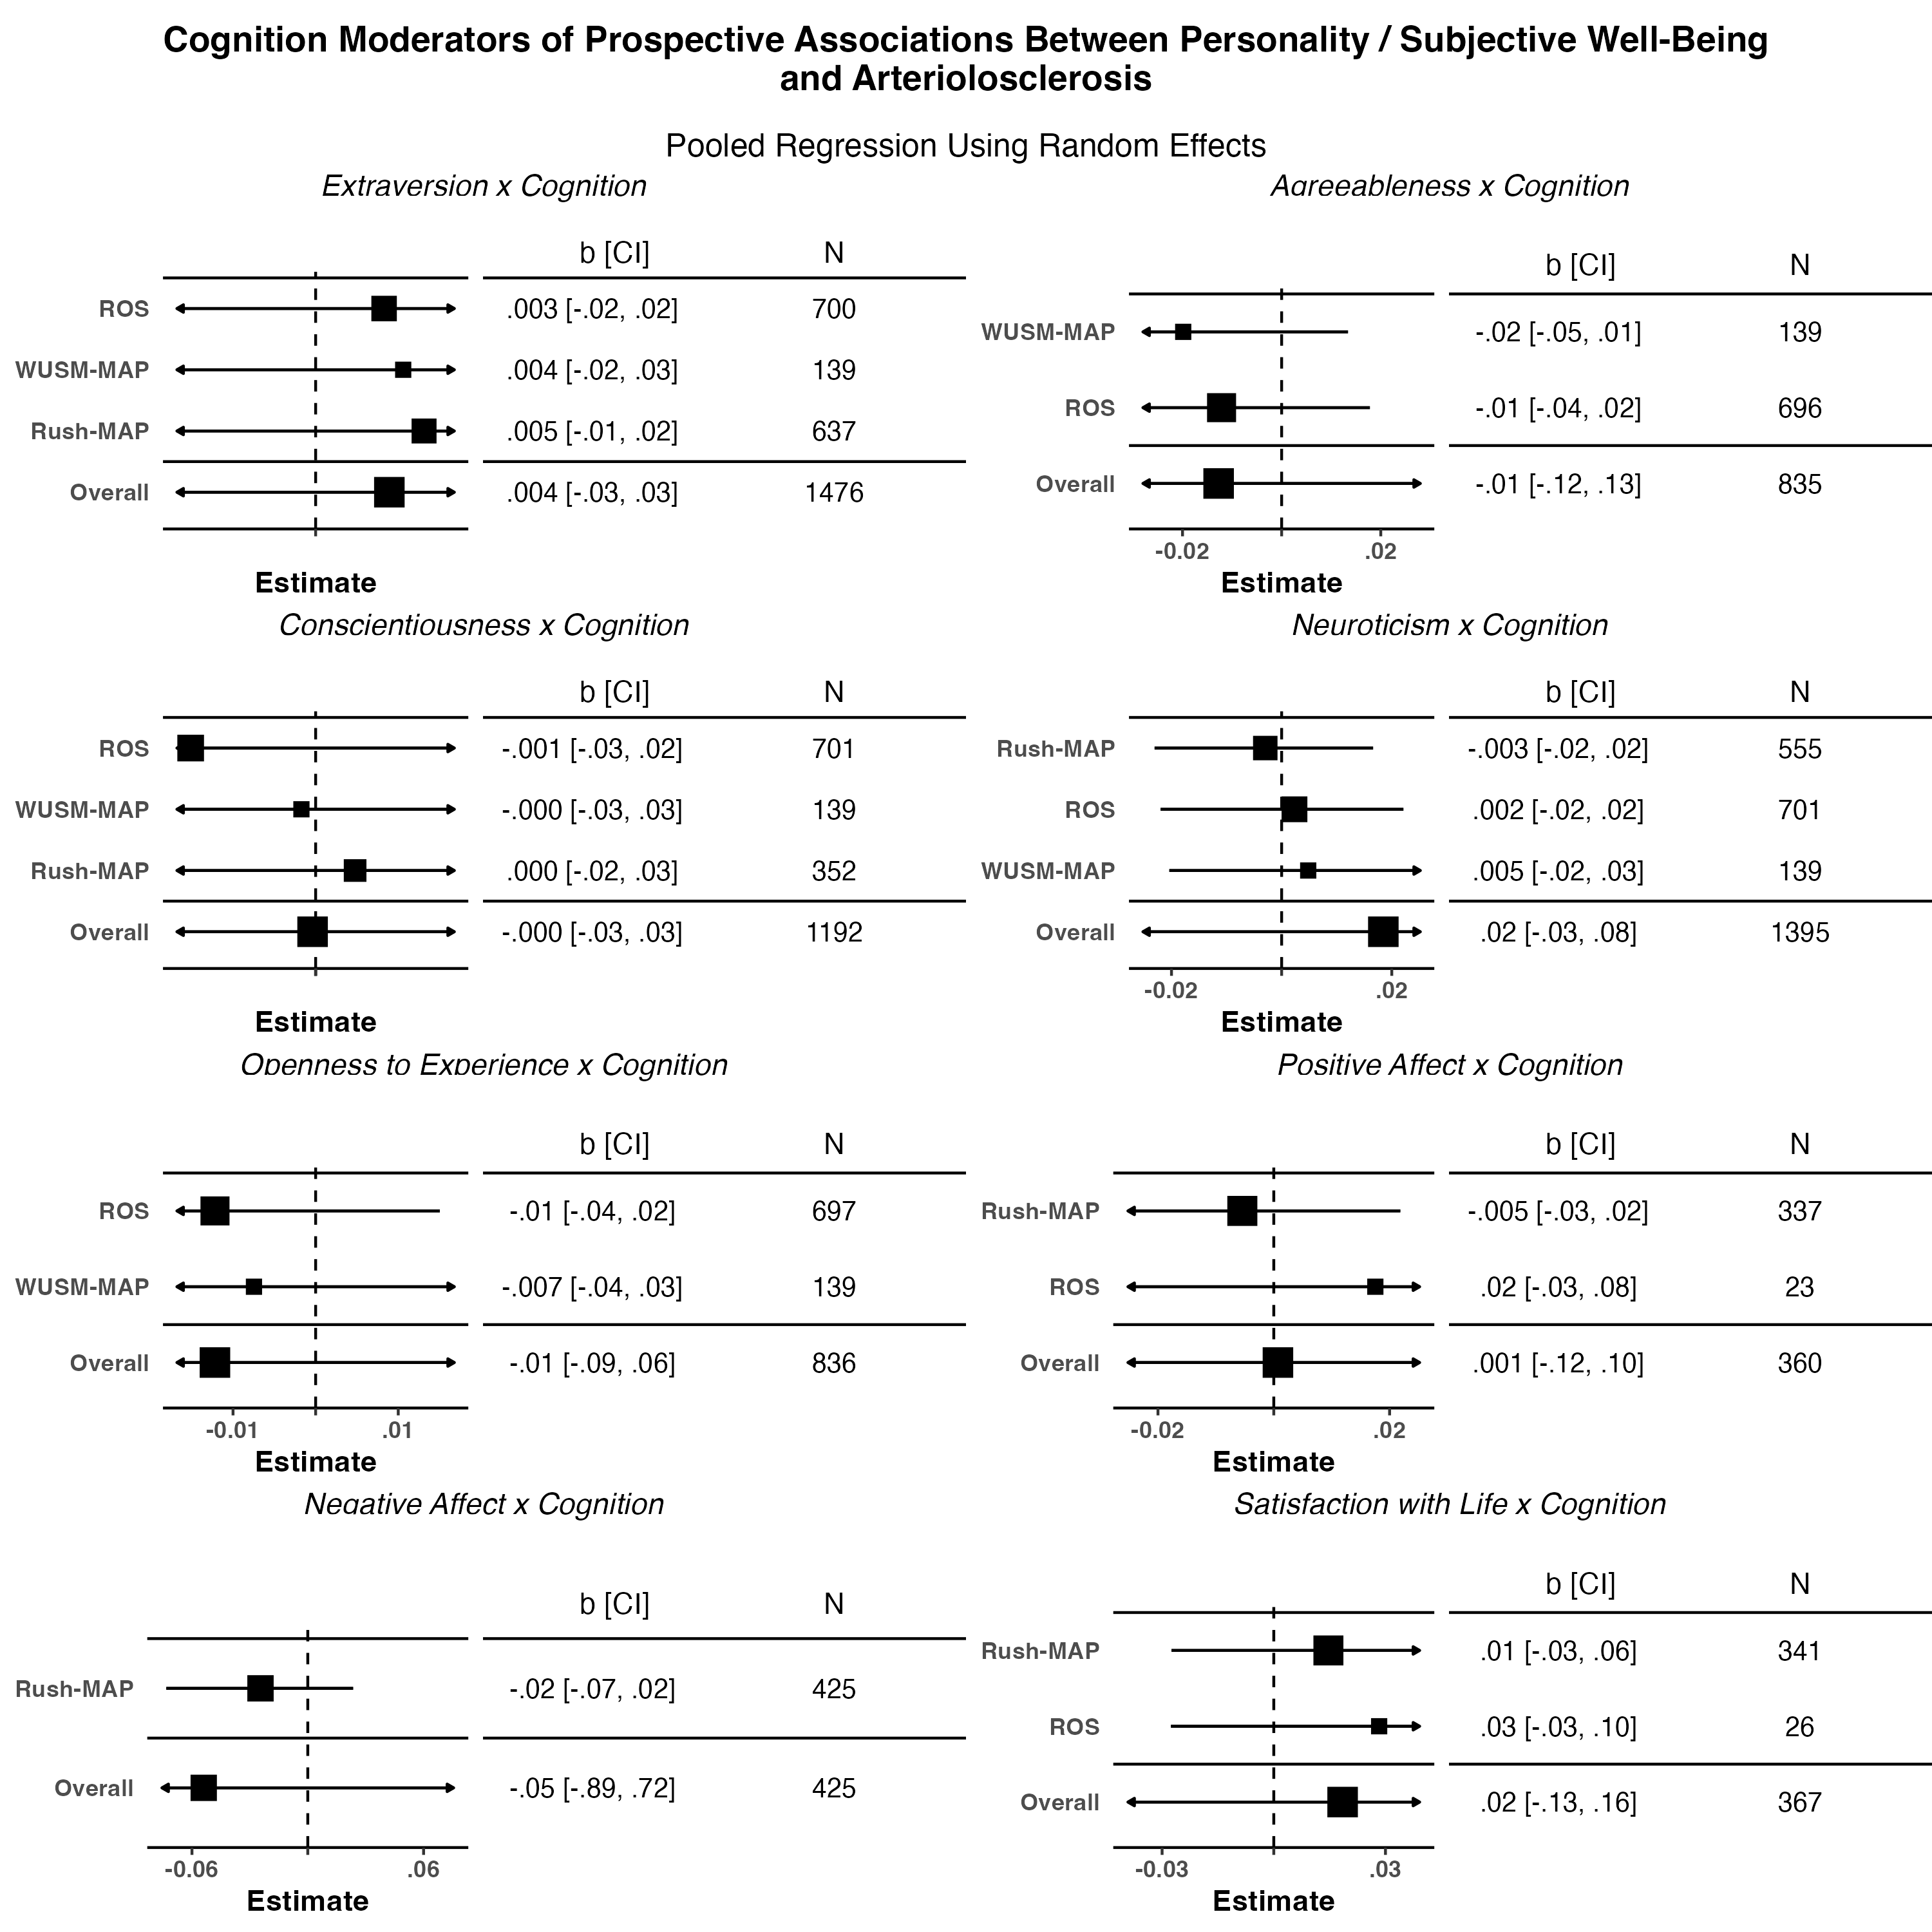 Cognition Moderators of Prospective Associations Between Personality / Subjective Well-Being
and Arteriolosclerosis
Pooled Regression Using Random Effects
Extraversion x Cognition
b [CI] N
ROS .003 [-.02, .02] 700
WUSM-MAP .004 [-.02, .03] 139
Rush-MAP .005 [-.01, .02] 637
Overall .004 [-.03, .03] 1476
Estimate
Agreeableness x Cognition
b [CI] N
WUSM-MAP -.02 [-.05, .01] 139
ROS -.01 [-.04, .02] 696
Overall -.01 [-.12, .13] 835
-0.02 .02
Estimate
Conscientiousness x Cognition
b [CI] N
ROS -.001 [-.03, .02] 701
WUSM-MAP -.000 [-.03, .03] 139
Rush-MAP .000 [-.02, .03] 352
Overall -.000 [-.03, .03] 1192
Estimate
Neuroticism x Cognition
b [CI] N
Rush-MAP -.003 [-.02, .02] 555
ROS .002 [-.02, .02] 701
WUSM-MAP .005 [-.02, .03] 139
Overall .02 [-.03, .08] 1395
-0.02 .02
Estimate
Openness to Experience x Cognition
b [CI] N
ROS -.01 [-.04, .02] 697
WUSM-MAP -.007 [-.04, .03] 139
Overall -.01 [-.09, .06] 836
-0.01 .01
Estimate
Positive Affect x Cognition
b [CI] N
Rush-MAP -.005 [-.03, .02] 337
ROS .02 [-.03, .08] 23
Overall .001 [-.12, .10] 360
-0.02 .02
Estimate
Negative Affect x Cognition
b [CI] N
Rush-MAP -.02 [-.07, .02] 425
Overall -.05 [-.89, .72] 425
-0.06 .06
Estimate
Satisfaction with Life x Cognition
b [CI] N
Rush-MAP .01 [-.03, .06] 341
ROS .03 [-.03, .10] 26
Overall .02 [-.13, .16] 367
-0.03 .03
Estimate